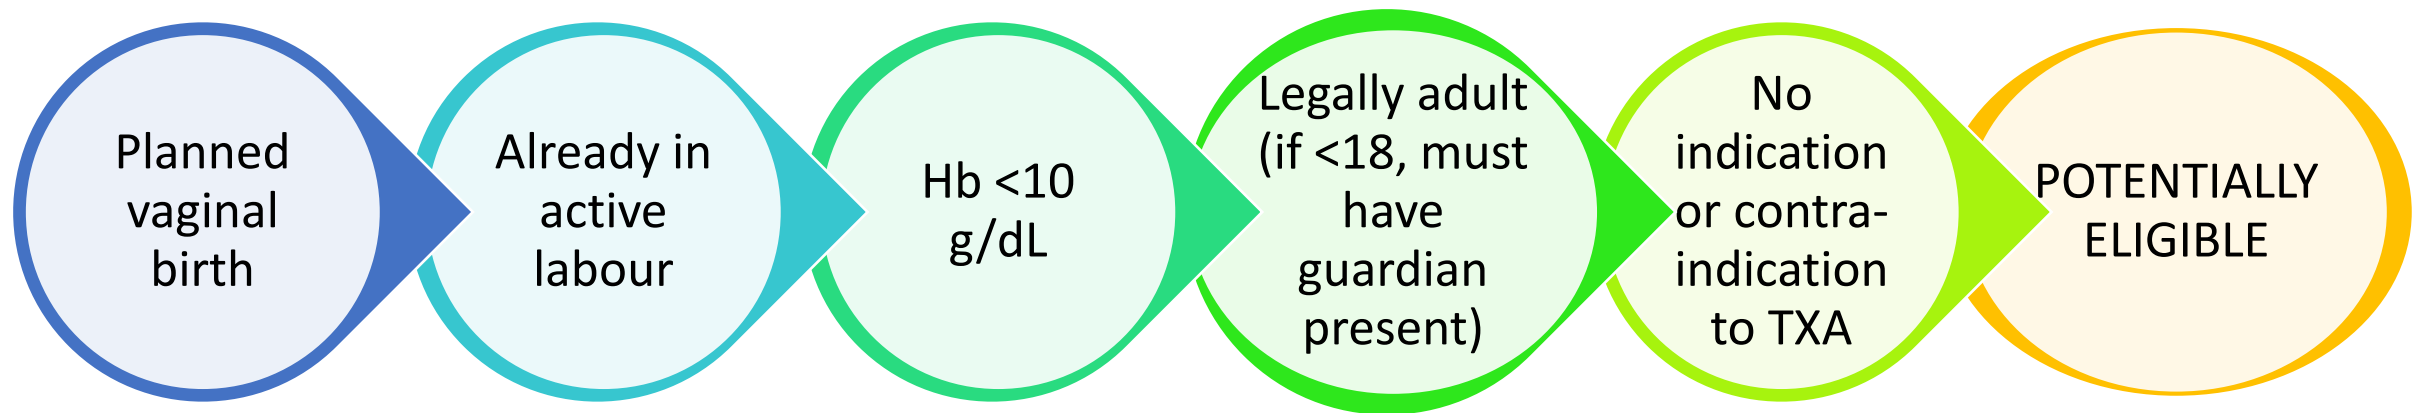 Planned
vaginal
birth
Already in
active
labour
Hb <10
g/dL
Legally adult
(if <18, must
have
guardian
present)
No
indication
or contra-
indication
to TXA
POTENTIALLY
ELIGIBLE